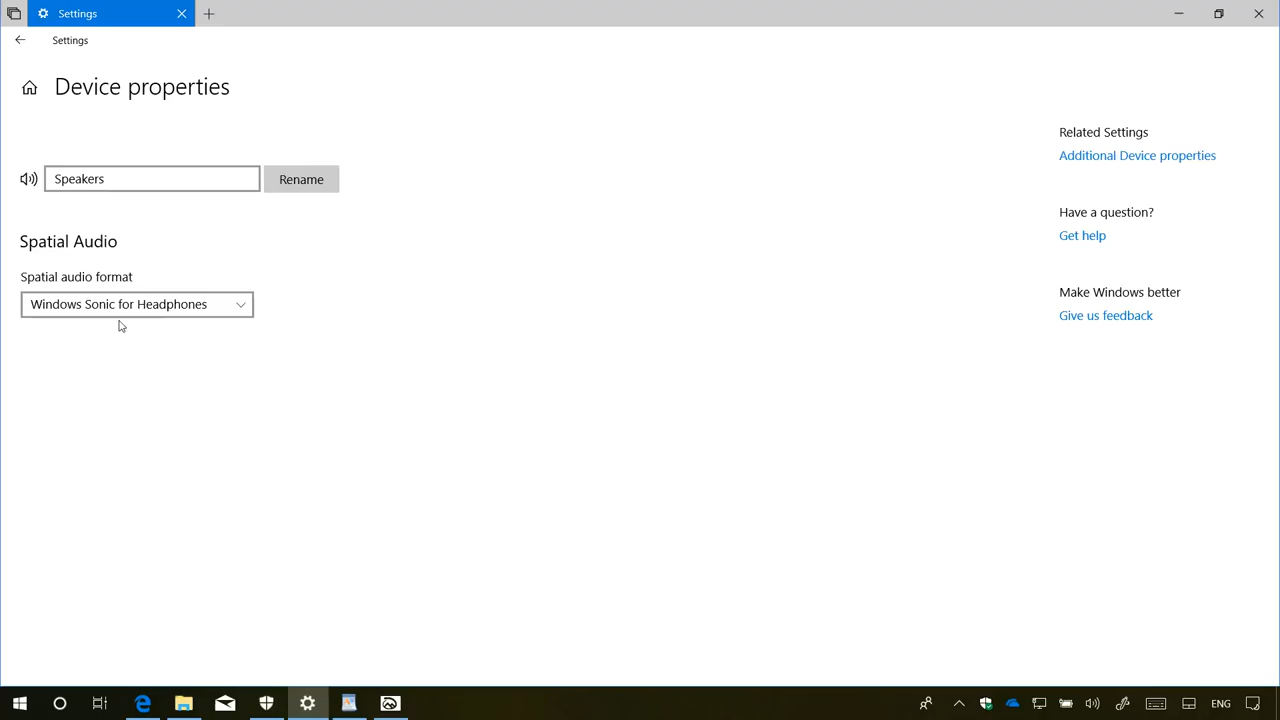 Settings
Settings
Device properties
Speakers
Rename
Spatial Audio
Spatial audio format
Windows Sonic for Headphones
Related Settings
Additional Device properties
Have a question?
Get help
Make Windows better
Give us feedback
ENG